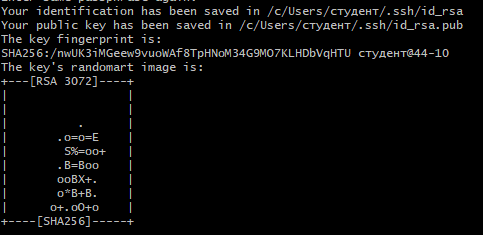 Your identification has been saved in /c/Users/студент/.ssh/id_rsa
Your public key has been saved in /c/Users/студент/.ssh/id_rsa.pub
The key fingerprint is:
SHA256:/nwUK3iMGeew9vuoWAf8TpHNoM34G9MO7KLHDbVqHTU студент@44-10
The key's randomart image is:
+---[RSA 3072]----+
|                 |
|                 |
|          .      |
|       .o=o=E    |
|        S%=oo+   |
|       .B=Boo    |
|       ooBX+.    |
|       o*B+B.    |
|      o+.oO+o    |
+----[SHA256]-----+